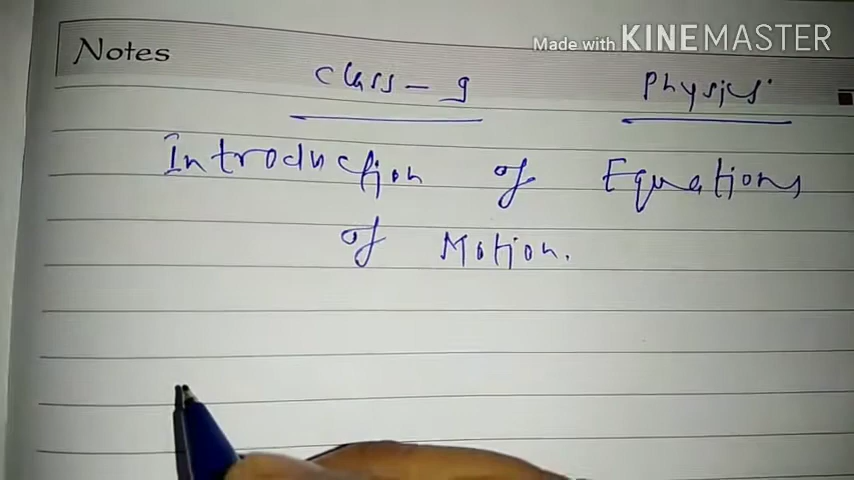 Made with KINEMASTER
Notes
Class - 9 Physics.
Introduction of Equations
of Motion.